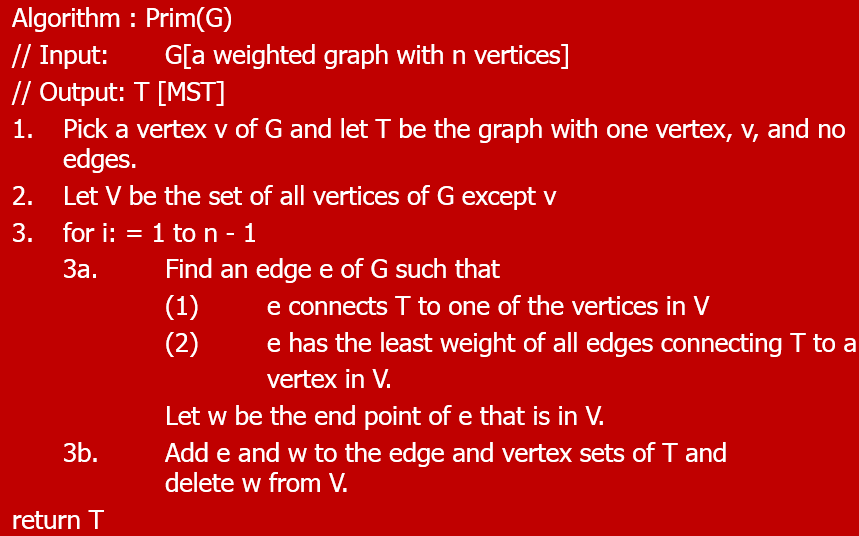 Algorithm : Prim(G)
// Input: G[a weighted graph with n vertices]
// Output: T [MST]
1. Pick a vertex v of G and let T be the graph with one vertex, v, and no
edges.
2. Let V be the set of all vertices of G except v
3. for i: = 1 to n - 1
3a. Find an edge e of G such that
(1) e connects T to one of the vertices in V
(2) e has the least weight of all edges connecting T to a
vertex in V.
Let w be the end point of e that is in V.
3b. Add e and w to the edge and vertex sets of T and
delete w from V.
return T